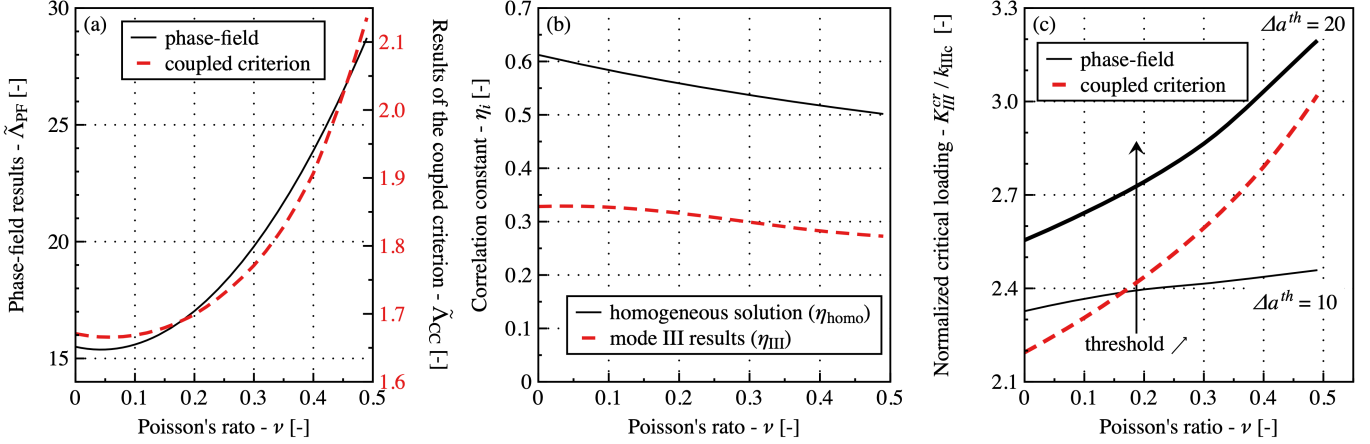 (a)
phase-field
coupled criterion
30
25
20
15
Phase-field results - Λ̃PF [-]
0 0.1 0.2 0.3 0.4 0.5
Poisson's rato - ν [-]
2.1
2.0
1.9
1.8
1.7
1.6
Results of the coupled criterion - Λ̃CC [-]
(b)
0.7
0.6
0.5
0.4
0.3
0.2
0.1
0
Correlation constant - ηi [-]
homogeneous solution (ηhomo)
mode III results (ηIII)
0 0.1 0.2 0.3 0.4 0.5
Poisson's rato - ν [-]
(c)
Δa^th = 20
phase-field
coupled criterion
3.3
3.0
2.7
2.4
2.1
Normalized critical loading - K_III^cr / kIIIc [-]
Δa^th = 10
threshold ↗
0 0.1 0.2 0.3 0.4 0.5
Poisson's rato - ν [-]